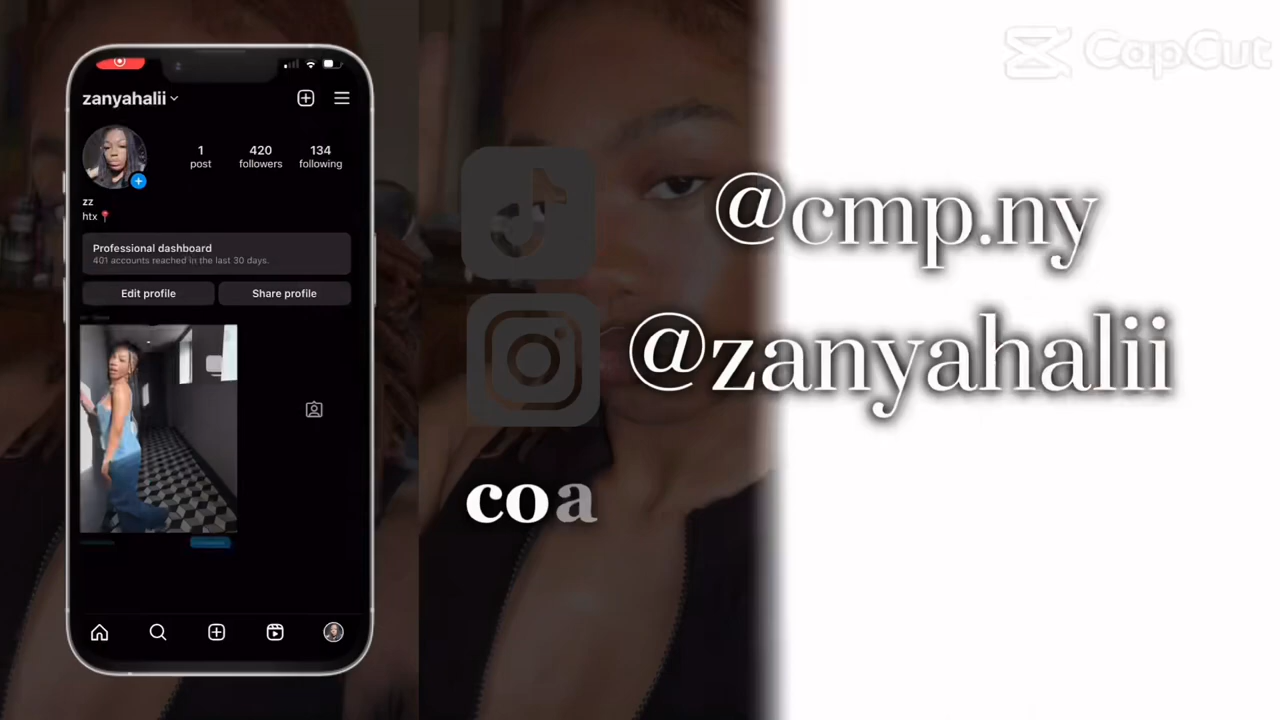 CapCut
zanyahalii
1
420
134
post
followers
following
zz
htx
Professional dashboard
401 accounts reached in the last 30 days.
Edit profile
Share profile
@cmp.ny
@zanyahalii
coa